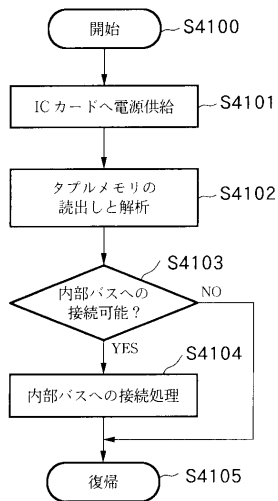 開始
S4100
ICカードへ電源供給
S4101
タプルメモリの
読出しと解析
S4102
内部バスへの
接続可能？
S4103
NO
YES
S4104
内部バスへの接続処理
復帰
S4105